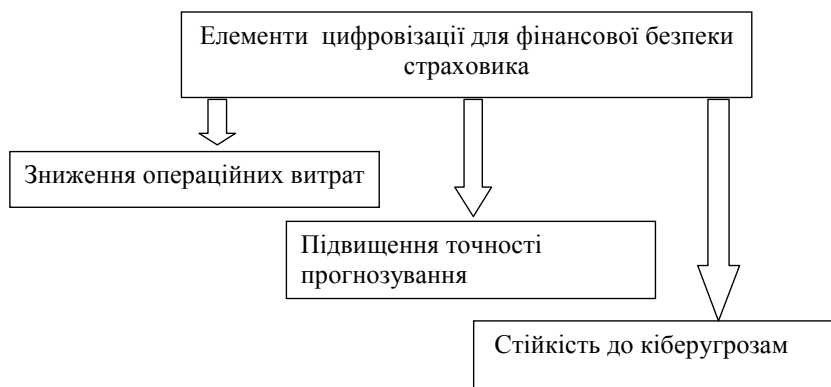 Елементи цифровізації для фінансової безпеки
страховика
Зниження операційних витрат
Підвищення точності
прогнозування
Стійкість до кіберугрозам